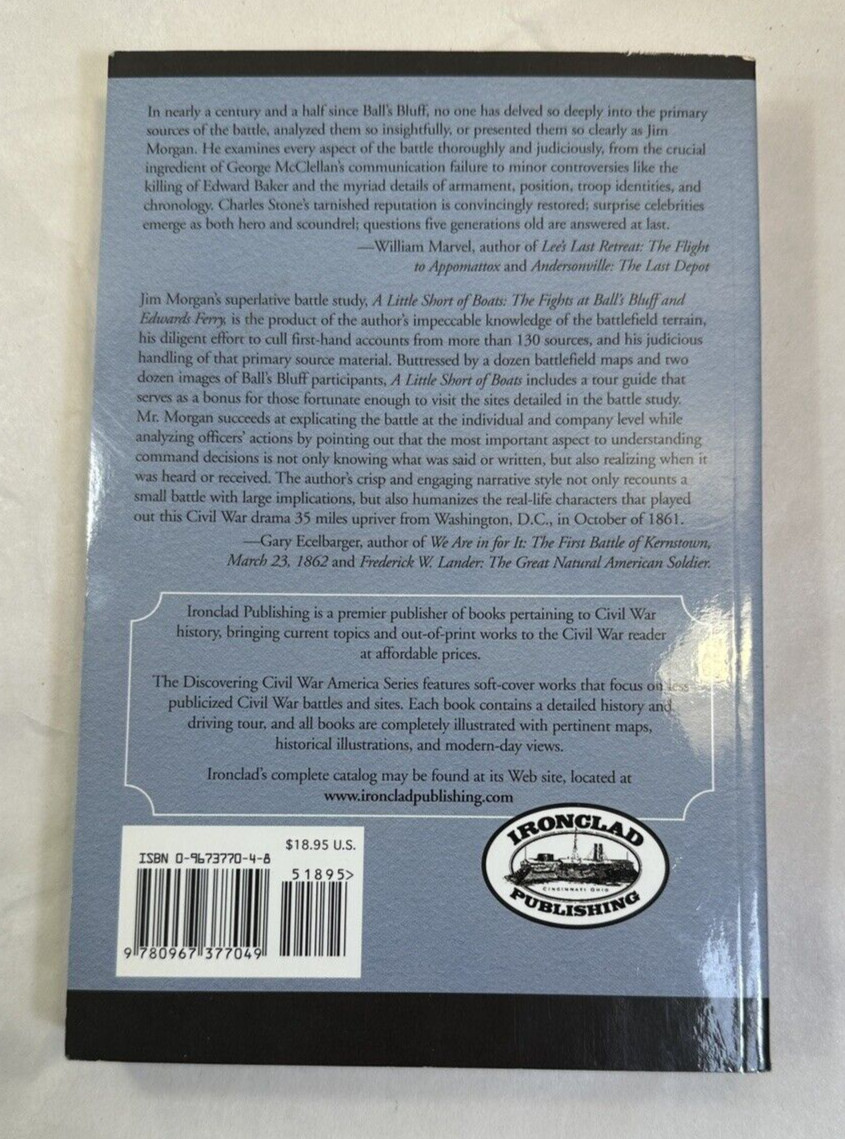 In nearly a century and a half since Ball's Bluff, no one has delved so deeply into the primary
sources of the battle, analyzed them so insightfully, or presented them so clearly as Jim
Morgan. He examines every aspect of the battle thoroughly and judiciously, from the crucial
ingredient of George McClellan's communication failure to minor controversies like the
killing of Edward Baker and the myriad details of armament, position, troop identities, and
chronology. Charles Stone's tarnished reputation is convincingly restored; surprise celebrities
emerge as both hero and scoundrel; questions five generations old are answered at last.
—William Marvel, author of Lee's Last Retreat: The Flight
to Appomattox and Andersonville: The Last Depot
Jim Morgan's superlative battle study, A Little Short of Boats: The Fights at Ball's Bluff and
Edwards Ferry, is the product of the author's impeccable knowledge of the battlefield terrain,
his diligent effort to cull first-hand accounts from more than 130 sources, and his judicious
handling of that primary source material. Buttressed by a dozen battlefield maps and two
dozen images of Ball's Bluff participants, A Little Short of Boats includes a tour guide that
serves as a bonus for those fortunate enough to visit the sites detailed in the battle study.
Mr. Morgan succeeds at explicating the battle at the individual and company level while
analyzing officers' actions by pointing out that the most important aspect to understanding
command decisions is not only knowing what was said or written, but also realizing when it
was heard or received. The author's crisp and engaging narrative style not only recounts a
small battle with large implications, but also humanizes the real-life characters that played
out this Civil War drama 35 miles upriver from Washington, D.C., in October of 1861.
—Gary Ecelbarger, author of We Are in for It: The First Battle of Kernstown,
March 23, 1862 and Frederick W. Lander: The Great Natural American Soldier.
Ironclad Publishing is a premier publisher of books pertaining to Civil War
history, bringing current topics and out-of-print works to the Civil War reader
at affordable prices.
The Discovering Civil War America Series features soft-cover works that focus on less
publicized Civil War battles and sites. Each book contains a detailed history and
driving tour, and all books are completely illustrated with pertinent maps,
historical illustrations, and modern-day views.
Ironclad's complete catalog may be found at its Web site, located at
www.ironcladpublishing.com
$18.95 U.S.
ISBN 0-9673770-4-8
51895>
9 780967 377049
IRONCLAD
CINCINNATI OHIO
PUBLISHING